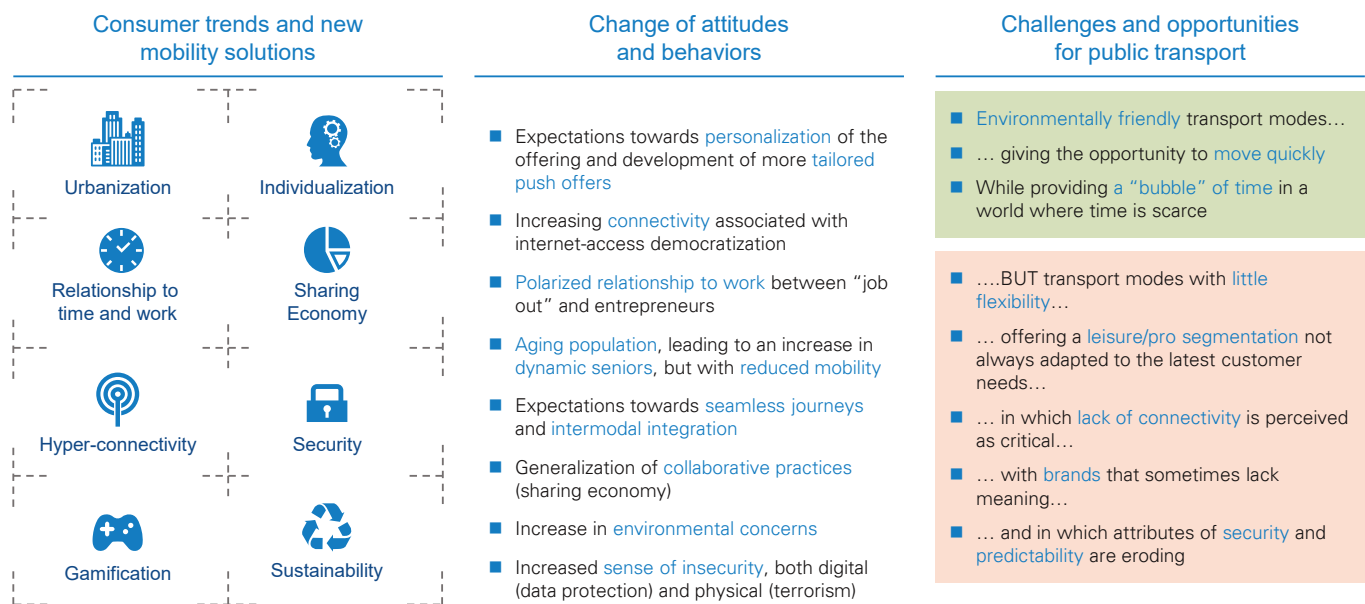 Consumer trends and new
mobility solutions
Urbanization
Individualization
Relationship to
time and work
Sharing
Economy
Hyper-connectivity
Security
Gamification
Sustainability
Change of attitudes
and behaviors
■ Expectations towards personalization of the
offering and development of more tailored
push offers
■ Increasing connectivity associated with
internet-access democratization
■ Polarized relationship to work between “job
out” and entrepreneurs
■ Aging population, leading to an increase in
dynamic seniors, but with reduced mobility
■ Expectations towards seamless journeys
and intermodal integration
■ Generalization of collaborative practices
(sharing economy)
■ Increase in environmental concerns
■ Increased sense of insecurity, both digital
(data protection) and physical (terrorism)
Challenges and opportunities
for public transport
■ Environmentally friendly transport modes…
■ … giving the opportunity to move quickly
■ While providing a “bubble” of time in a
world where time is scarce
■ ….BUT transport modes with little
flexibility…
■ … offering a leisure/pro segmentation not
always adapted to the latest customer
needs…
■ … in which lack of connectivity is perceived
as critical…
■ … with brands that sometimes lack
meaning…
■ … and in which attributes of security and
predictability are eroding